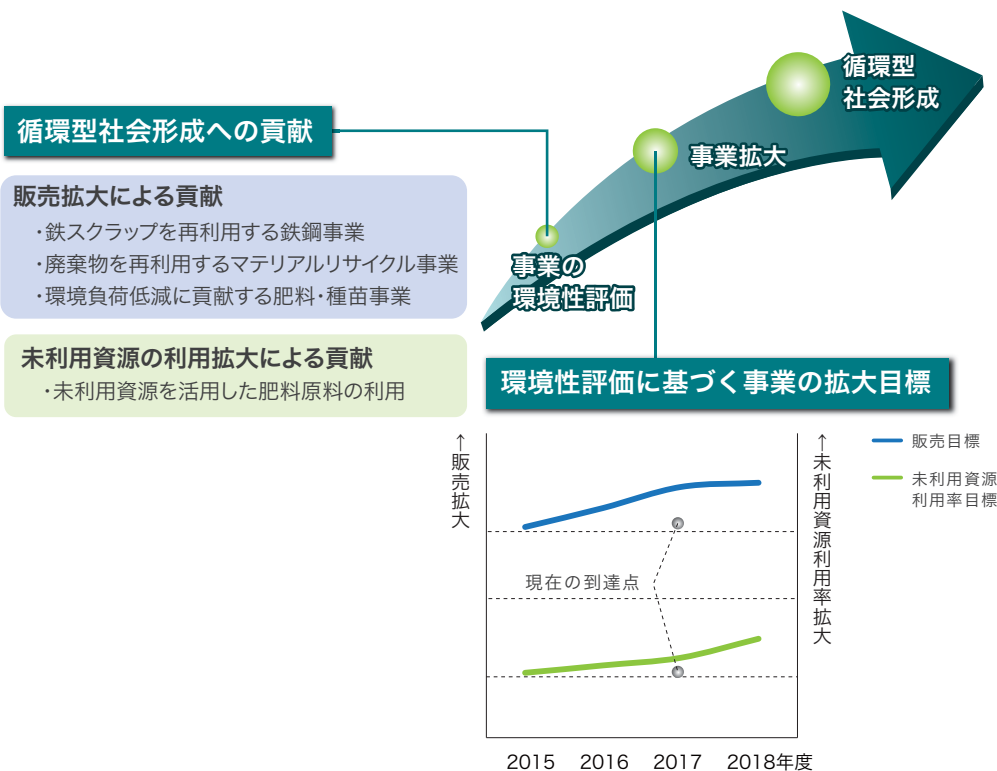 循環型
社会形成
循環型社会形成への貢献
事業拡大
販売拡大による貢献
・鉄スクラップを再利用する鉄鋼事業
・廃棄物を再利用するマテリアルリサイクル事業
・環境負荷低減に貢献する肥料・種苗事業
事業の
環境性評価
未利用資源の利用拡大による貢献
・未利用資源を活用した肥料原料の利用
環境性評価に基づく事業の拡大目標
↑販売拡大
↑未利用資源利用率拡大
販売目標
未利用資源
利用率目標
現在の到達点
2015 2016 2017 2018年度